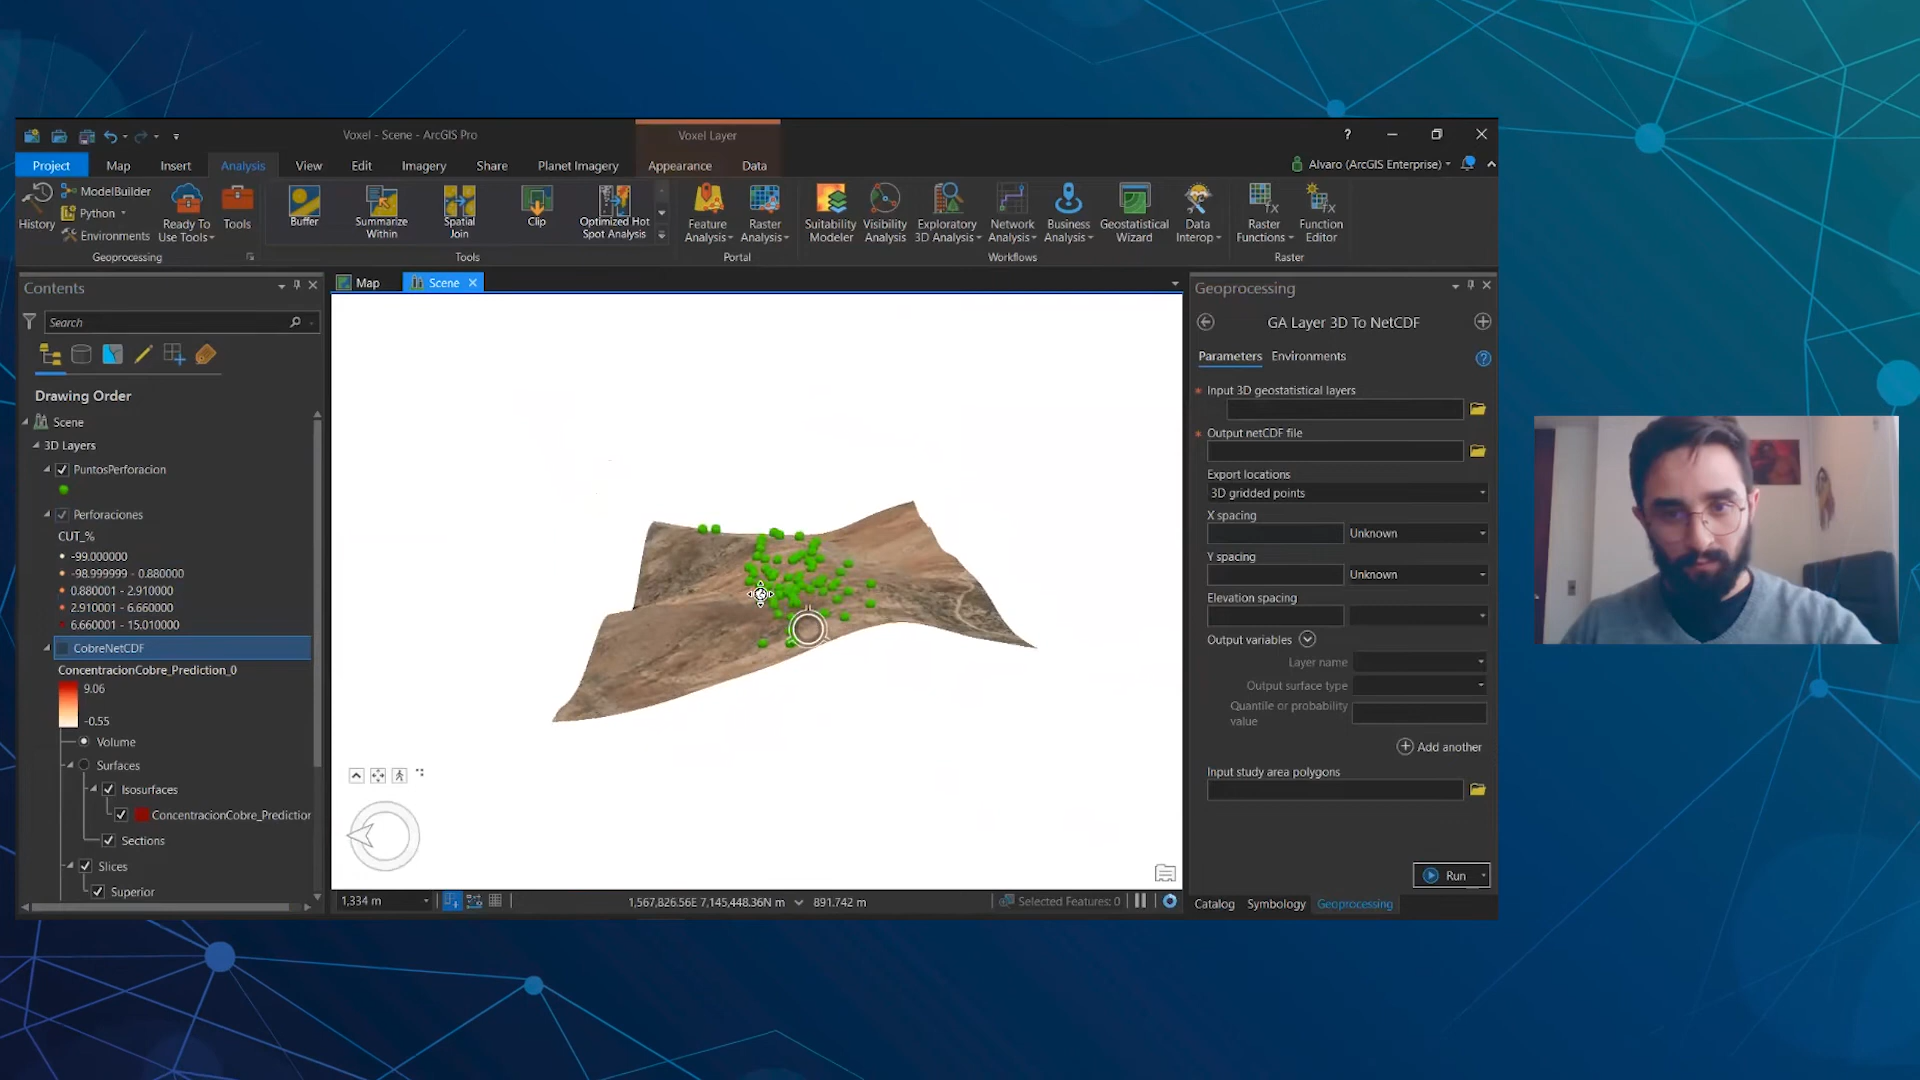 Voxel - Scene - ArcGIS Pro
Voxel Layer
?
Project
Map
Insert
Analysis
View
Edit
Imagery
Share
Planet Imagery
Appearance
Data
Alvaro (ArcGIS Enterprise)
History
ModelBuilder
Python
Environments
Ready To Use Tools
Tools
Geoprocessing
Buffer
Summarize Within
Spatial Join
Clip
Optimized Hot Spot Analysis
Tools
Feature Analysis
Raster Analysis
Portal
Suitability Modeler
Visibility Analysis
Exploratory 3D Analysis
Network Analysis
Business Analysis
Geostatistical Wizard
Data Interop
Workflows
Raster Functions
Function Editor
Raster
Contents
Search
Drawing Order
Scene
3D Layers
PuntosPerforacion
Perforaciones
CUT_%
-99.000000
-98.999999 - 0.880000
0.880001 - 2.910000
2.910001 - 6.660000
6.660001 - 15.010000
CobreNetCDF
ConcentracionCobre_Prediction_0
9.06
-0.55
Volume
Surfaces
Isosurfaces
ConcentracionCobre_Prediction
Sections
Slices
Superior
Map
Scene
1,334 m
1,567,826.56E 7,145,448.36N m
891.742 m
Selected Features: 0
Geoprocessing
GA Layer 3D To NetCDF
Parameters
Environments
?
* Input 3D geostatistical layers
* Output netCDF file
Export locations
3D gridded points
X spacing
Unknown
Y spacing
Unknown
Elevation spacing
Output variables
Layer name
Output surface type
Quantile or probability value
Add another
Input study area polygons
Run
Catalog
Symbology
Geoprocessing